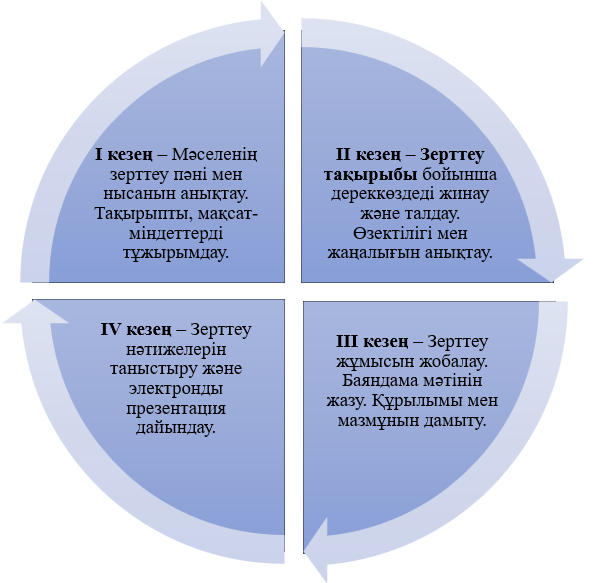 I кезең – Мәселенің
зерттеу пәні мен
нысанын анықтау.
Тақырыпты, мақсат-
міндеттерді
тұжырымдау.
II кезең – Зерттеу
тақырыбы бойынша
дереккөздеді жинау
және талдау.
Өзектілігі мен
жаңалығын анықтау.
III кезең – Зерттеу
жұмысын жобалау.
Баяндама мәтінін
жазу. Құрылымы мен
мазмұнын дамыту.
IV кезең – Зерттеу
нәтижелерін
таныстыру және
электронды
презентация
дайындау.